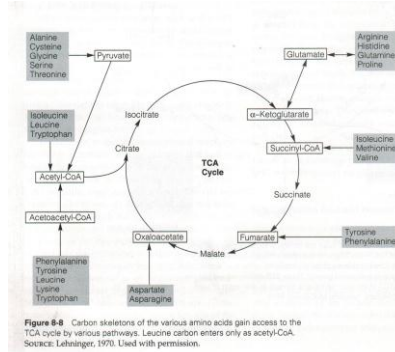 Alanine
Cysteine
Glycine
Serine
Threonine
Pyruvate
Glutamate
Arginine
Histidine
Glutamine
Proline
Isocitrate
α-Ketoglutarate
Isoleucine
Leucine
Tryptophan
Citrate
Succinyl-CoA
Isoleucine
Methionine
Valine
TCA
Cycle
Acetyl-CoA
Succinate
Acetoacetyl-CoA
Oxaloacetate
Fumarate
Tyrosine
Phenylalanine
Malate
Phenylalanine
Tyrosine
Leucine
Lysine
Tryptophan
Aspartate
Asparagine
Figure 8-8 Carbon skeletons of the various amino acids gain access to the
TCA cycle by various pathways. Leucine carbon enters only as acetyl-CoA.
SOURCE: Lehninger, 1970. Used with permission.